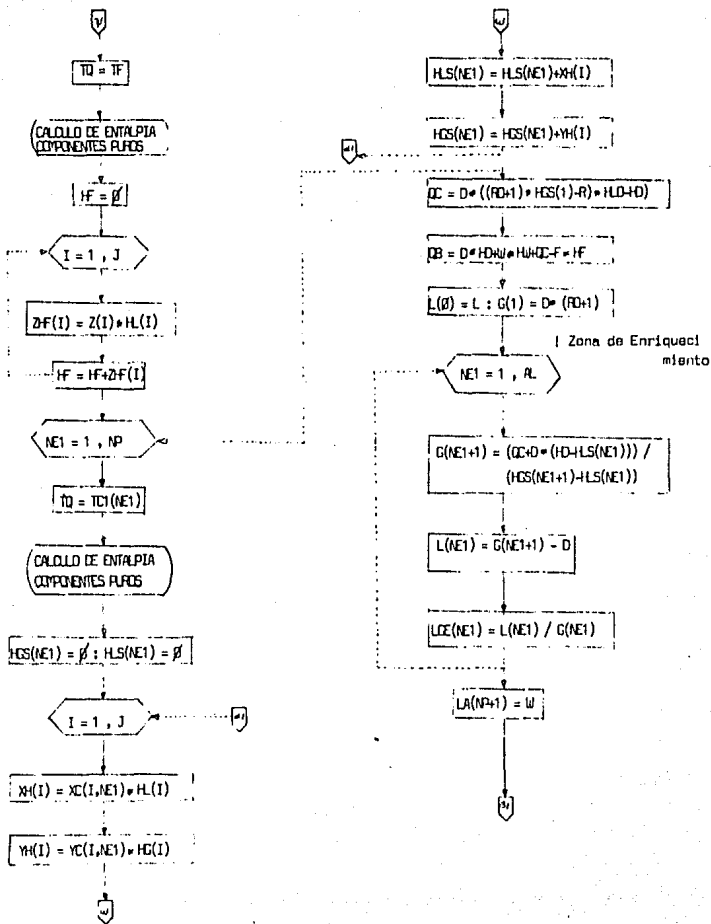 TQ = TF
CALCULO DE ENTALPIA
COMPONENTES PUROS
HF = Ø
I = 1 , J
ZHF(I) = Z(I)*HL(I)
HF = HF+ZHF(I)
NE1 = 1 , NP
TQ = TC1(NE1)
CALCULO DE ENTALPIA
COMPONENTES PUROS
HGS(NE1) = Ø : HLS(NE1) = Ø
I = 1 , J
XH(I) = XC(I,NE1)*HL(I)
YH(I) = YC(I,NE1)*HG(I)
ω
ω
HLS(NE1) = HLS(NE1)+XH(I)
HGS(NE1) = HGS(NE1)+YH(I)
QC = D*((RD+1)*HGS(1)-R)*HLD-HD)
QB = D*HD+W*HW+QC-F*HF
L(Ø) = L : G(1) = D* (RD+1)
| Zona de Enriqueci
miento
NE1 = 1 , AL
G(NE1+1) = (QC+D*(HD-HLS(NE1))) /
(HGS(NE1+1)-HLS(NE1))
L(NE1) = G(NE1+1) - D
LGE(NE1) = L(NE1) / G(NE1)
LA(NP+1) = W